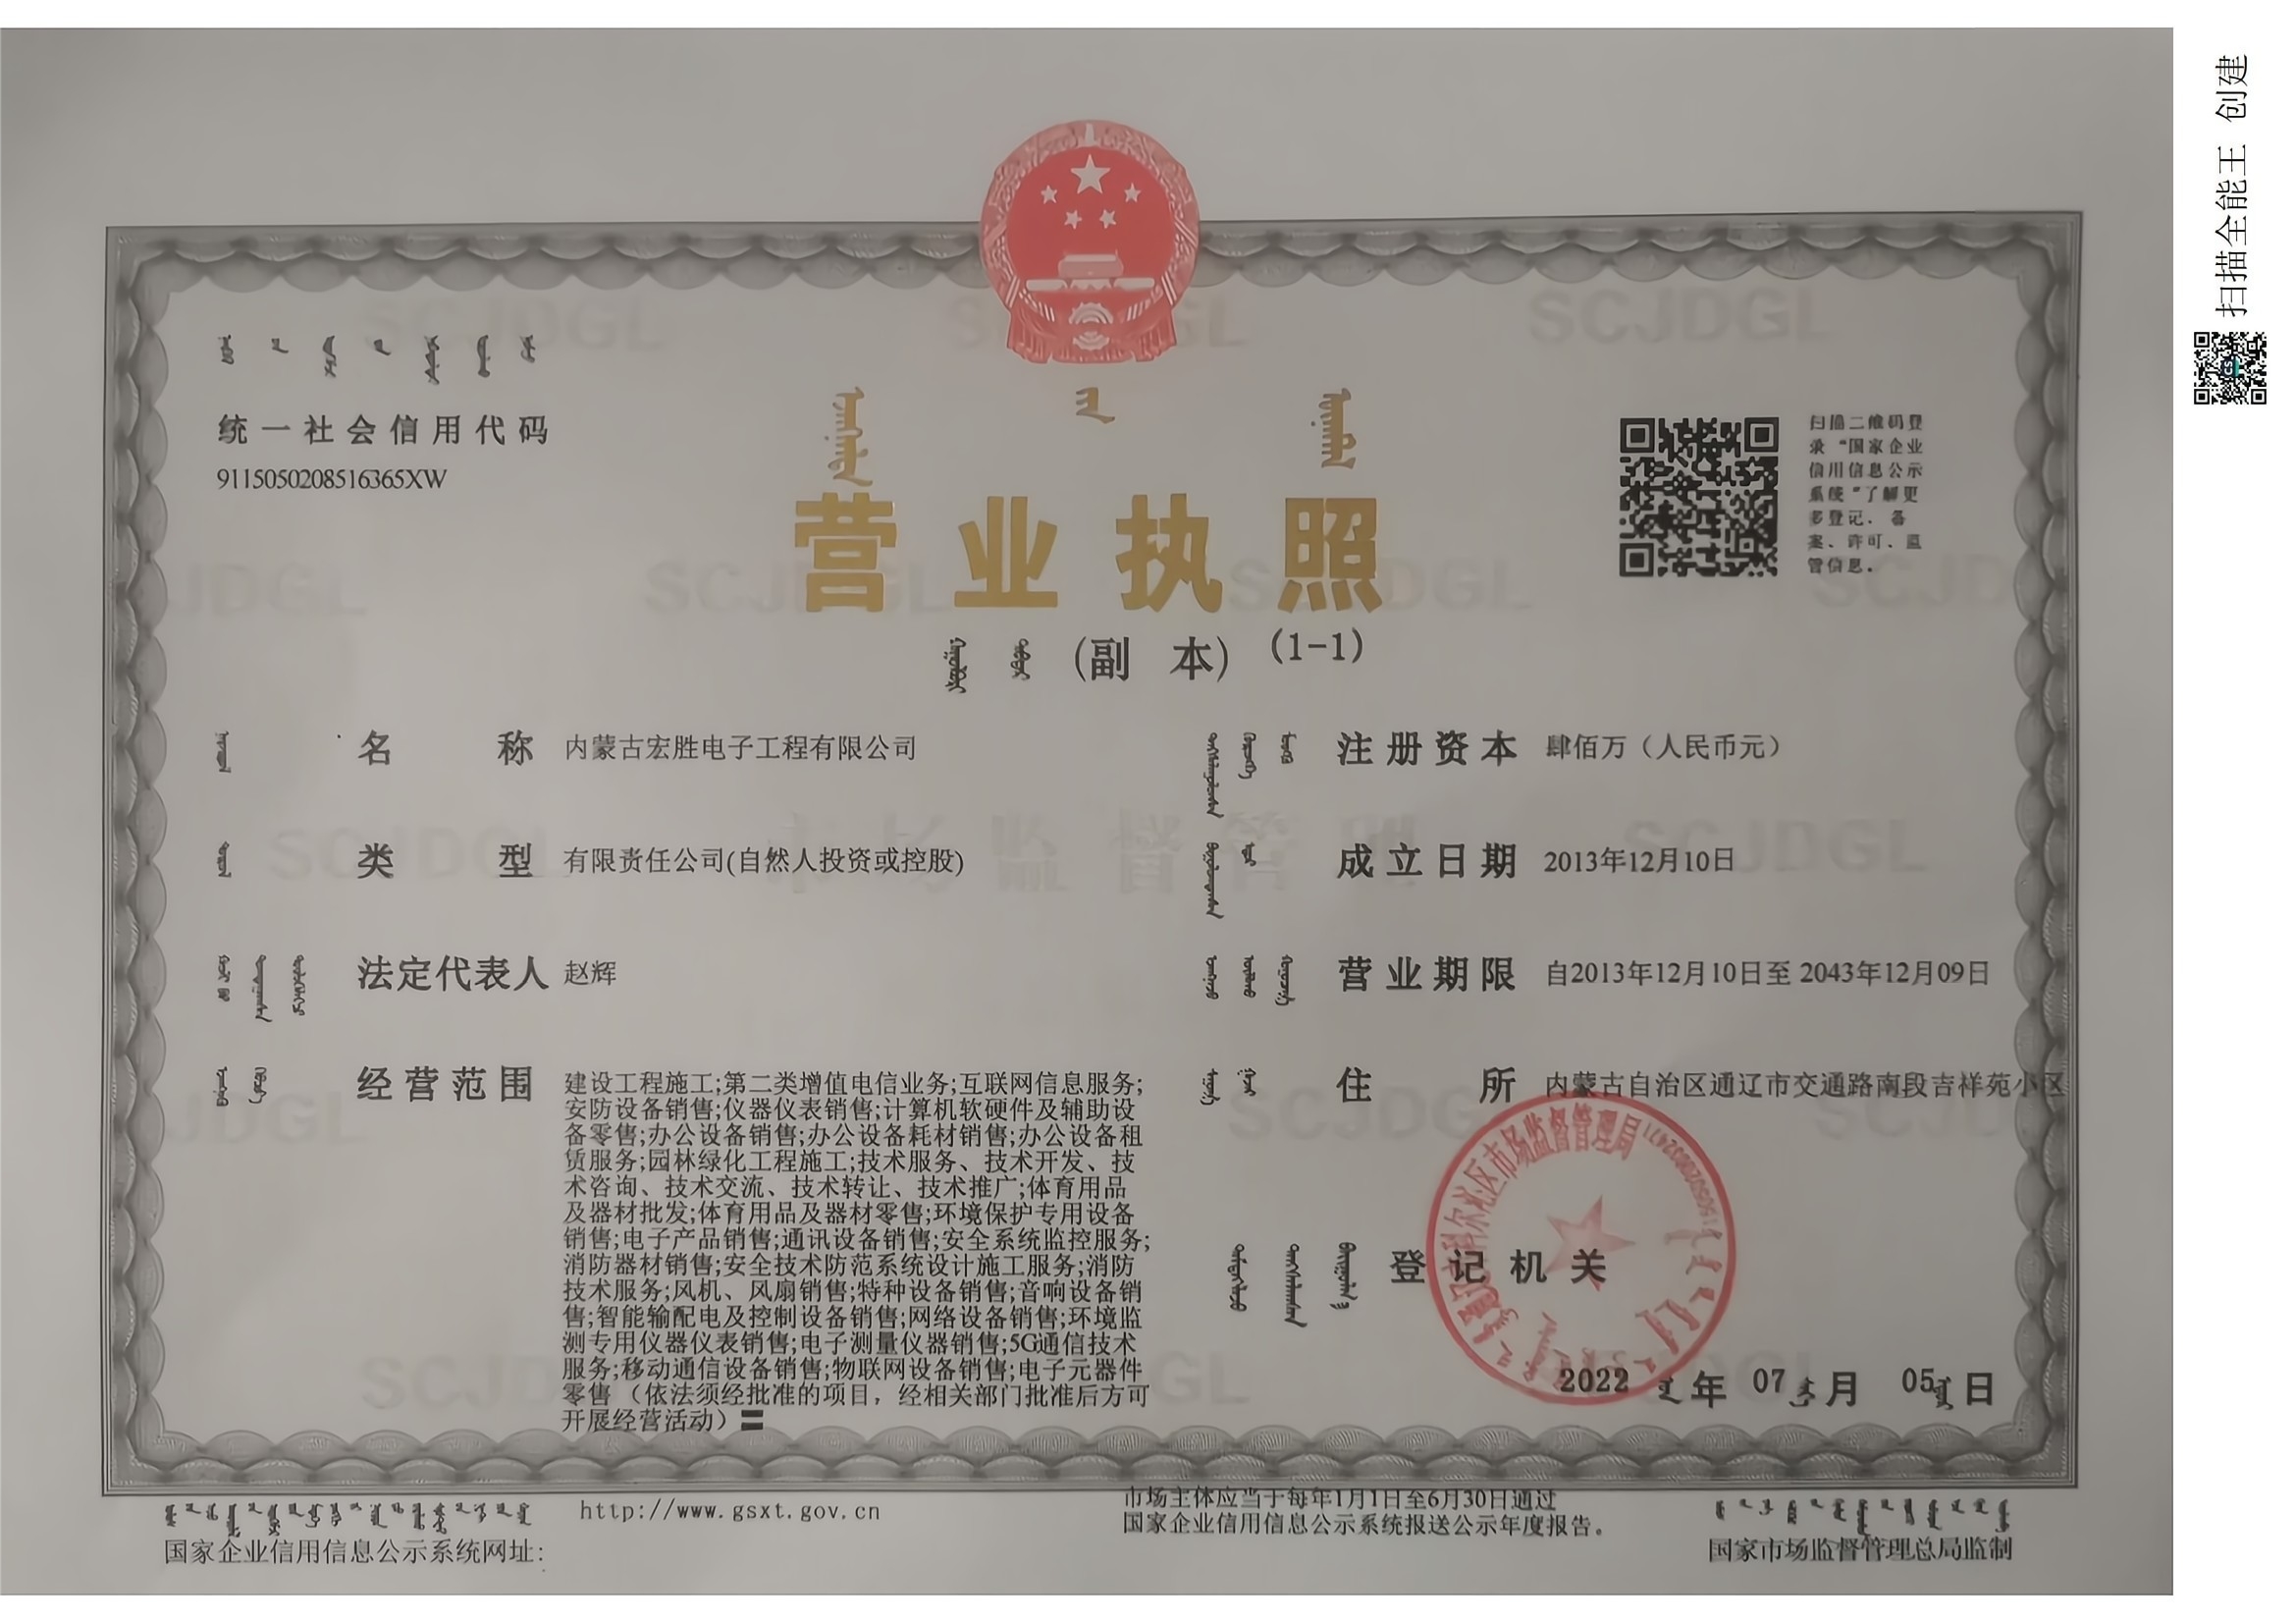 统一社会信用代码
9115050208516365XW
营业执照
(副 本) (1-1)
扫描二维码登
录“国家企业
信用信息公示
系统”了解更
多登记、备
案、许可、监
管信息。
名 称 内蒙古宏胜电子工程有限公司
类 型 有限责任公司(自然人投资或控股)
法定代表人 赵辉
经营范围 建设工程施工;第二类增值电信业务;互联网信息服务;
安防设备销售;仪器仪表销售;计算机软硬件及辅助设
备零售;办公设备销售;办公设备耗材销售;办公设备租
赁服务;园林绿化工程施工;技术服务、技术开发、技
术咨询、技术交流、技术转让、技术推广;体育用品
及器材批发;体育用品及器材零售;环境保护专用设备
销售;电子产品销售;通讯设备销售;安全系统监控服务;
消防器材销售;安全技术防范系统设计施工服务;消防
技术服务;风机、风扇销售;特种设备销售;音响设备销
售;智能输配电及控制设备销售;网络设备销售;环境监
测专用仪器仪表销售;电子测量仪器销售;5G通信技术
服务;移动通信设备销售;物联网设备销售;电子元器件
零售（依法须经批准的项目，经相关部门批准后方可
开展经营活动）
注册资本 肆佰万（人民币元）
成立日期 2013年12月10日
营业期限 自2013年12月10日至 2043年12月09日
住 所 内蒙古自治区通辽市交通路南段吉祥苑小区
登记机关
2022 年 07 月 05 日
国家企业信用信息公示系统网址:
http://www.gsxt.gov.cn
市场主体应当于每年1月1日至6月30日通过
国家企业信用信息公示系统报送公示年度报告。
国家市场监督管理总局监制
扫描全能王 创建